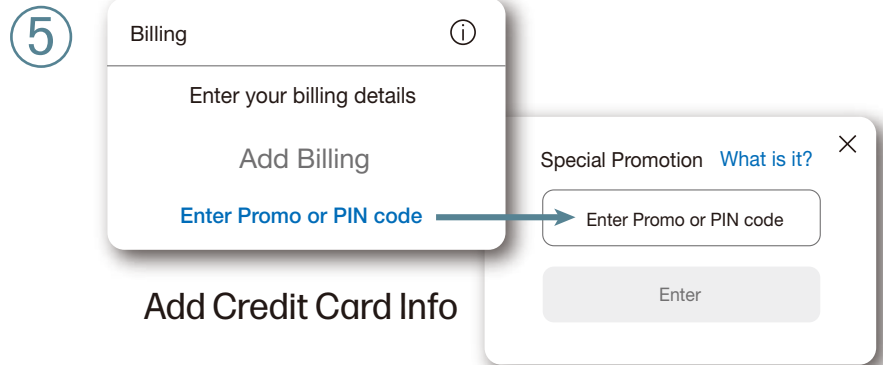 5
Billing
Enter your billing details
Add Billing
Enter Promo or PIN code
Special Promotion What is it?
Enter Promo or PIN code
Enter
Add Credit Card Info